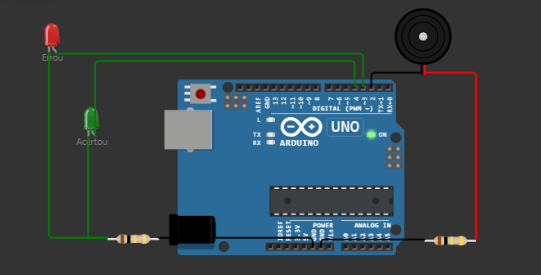 Errou
Acertou
AREF
GND
13
12
~11
~10
~9
8
7
~6
~5
4
~3
2
TX→1
RX←0
DIGITAL (PWM ~)
L
TX
RX
UNO
ON
ARDUINO
IOREF
RESET
3.3V
5V
GND
GND
Vin
POWER
ANALOG IN
A0
A1
A2
A3
A4
A5